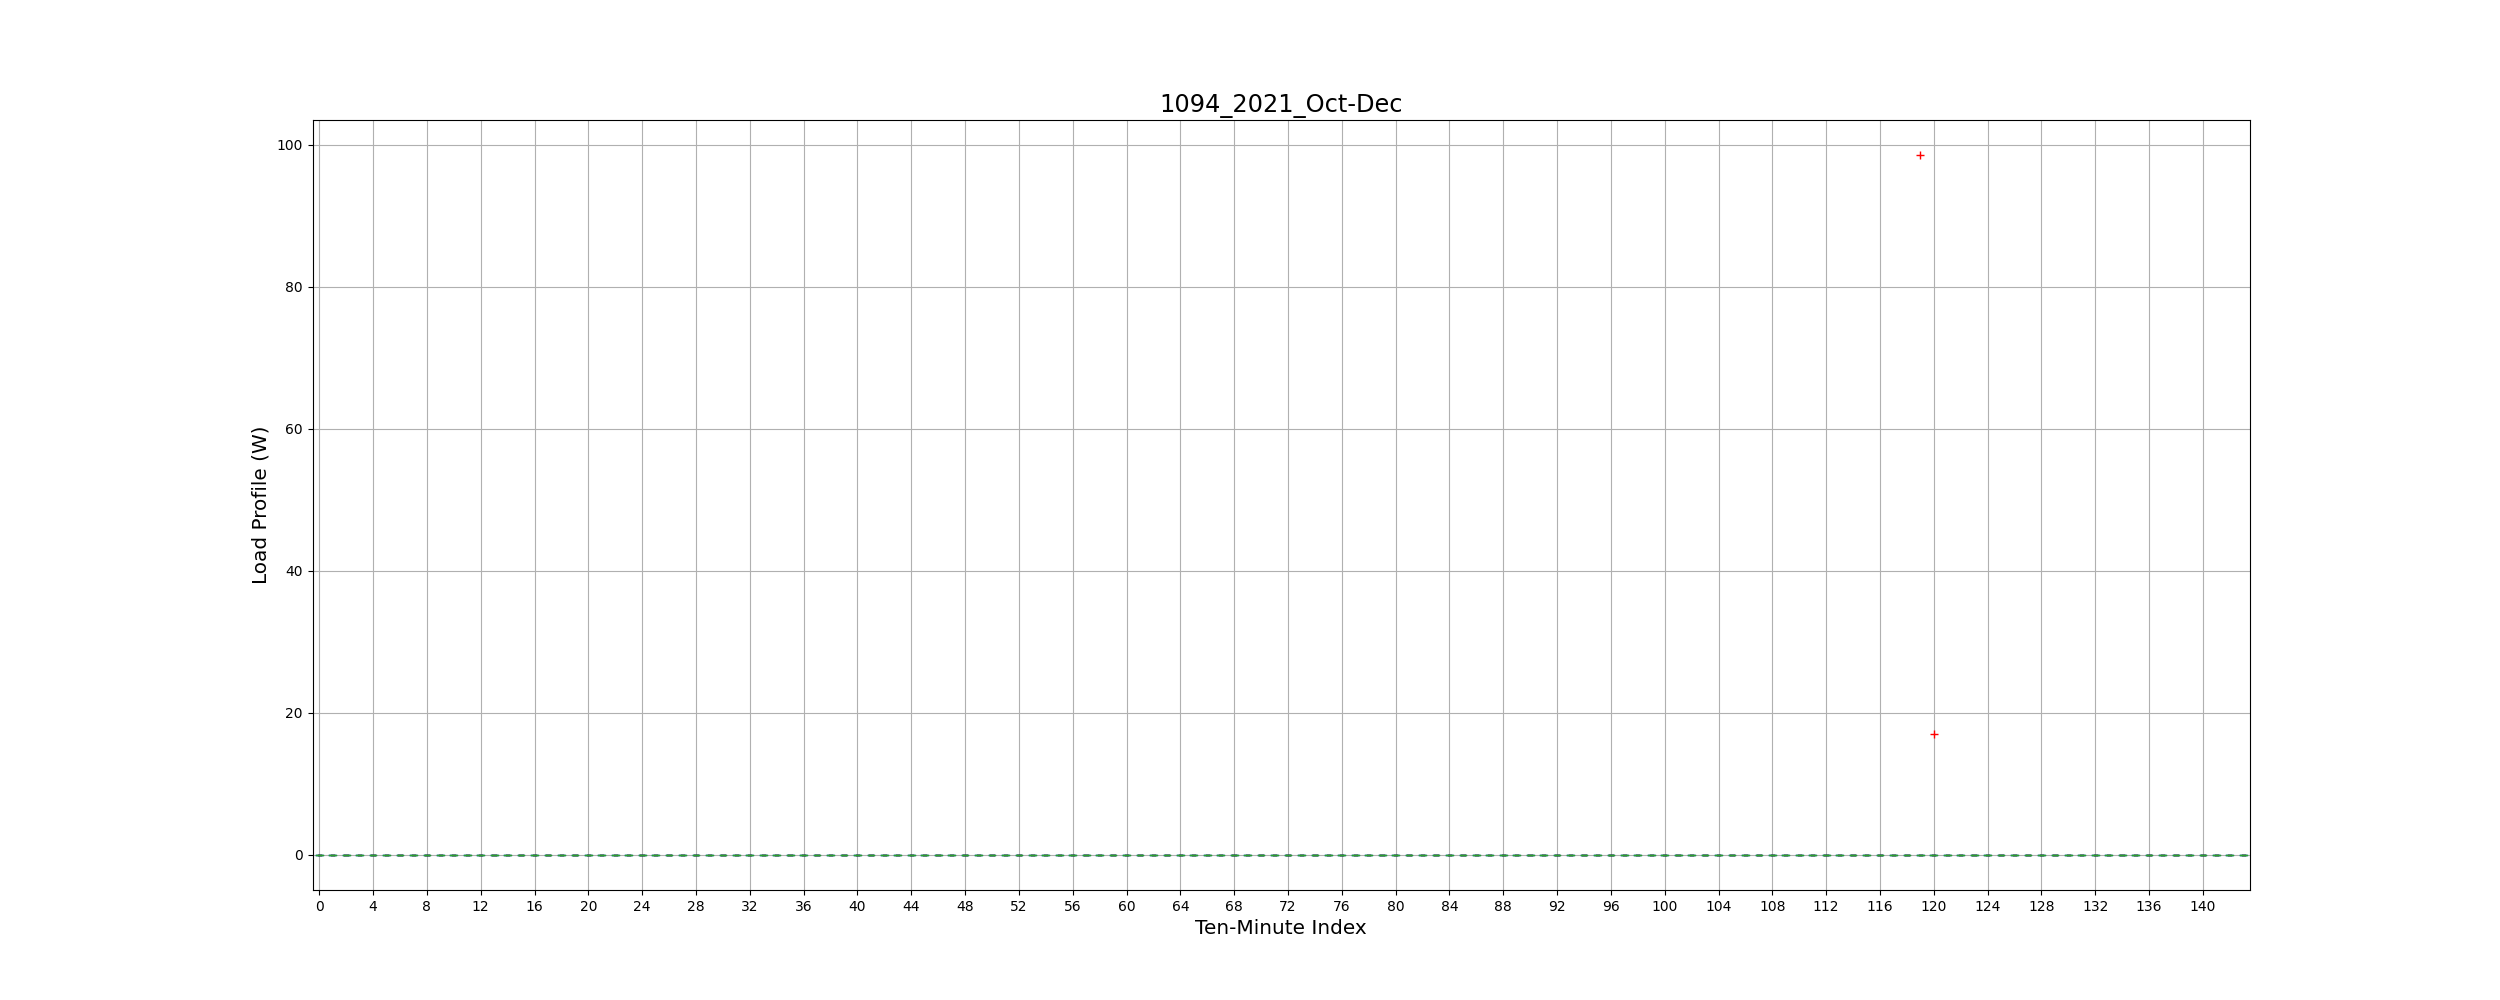 1094_2021_Oct-Dec
Load Profile (W)
100
80
60
40
20
0
0 4 8 12 16 20 24 28 32 36 40 44 48 52 56 60 64 68 72 76 80 84 88 92 96 100 104 108 112 116 120 124 128 132 136 140
Ten-Minute Index